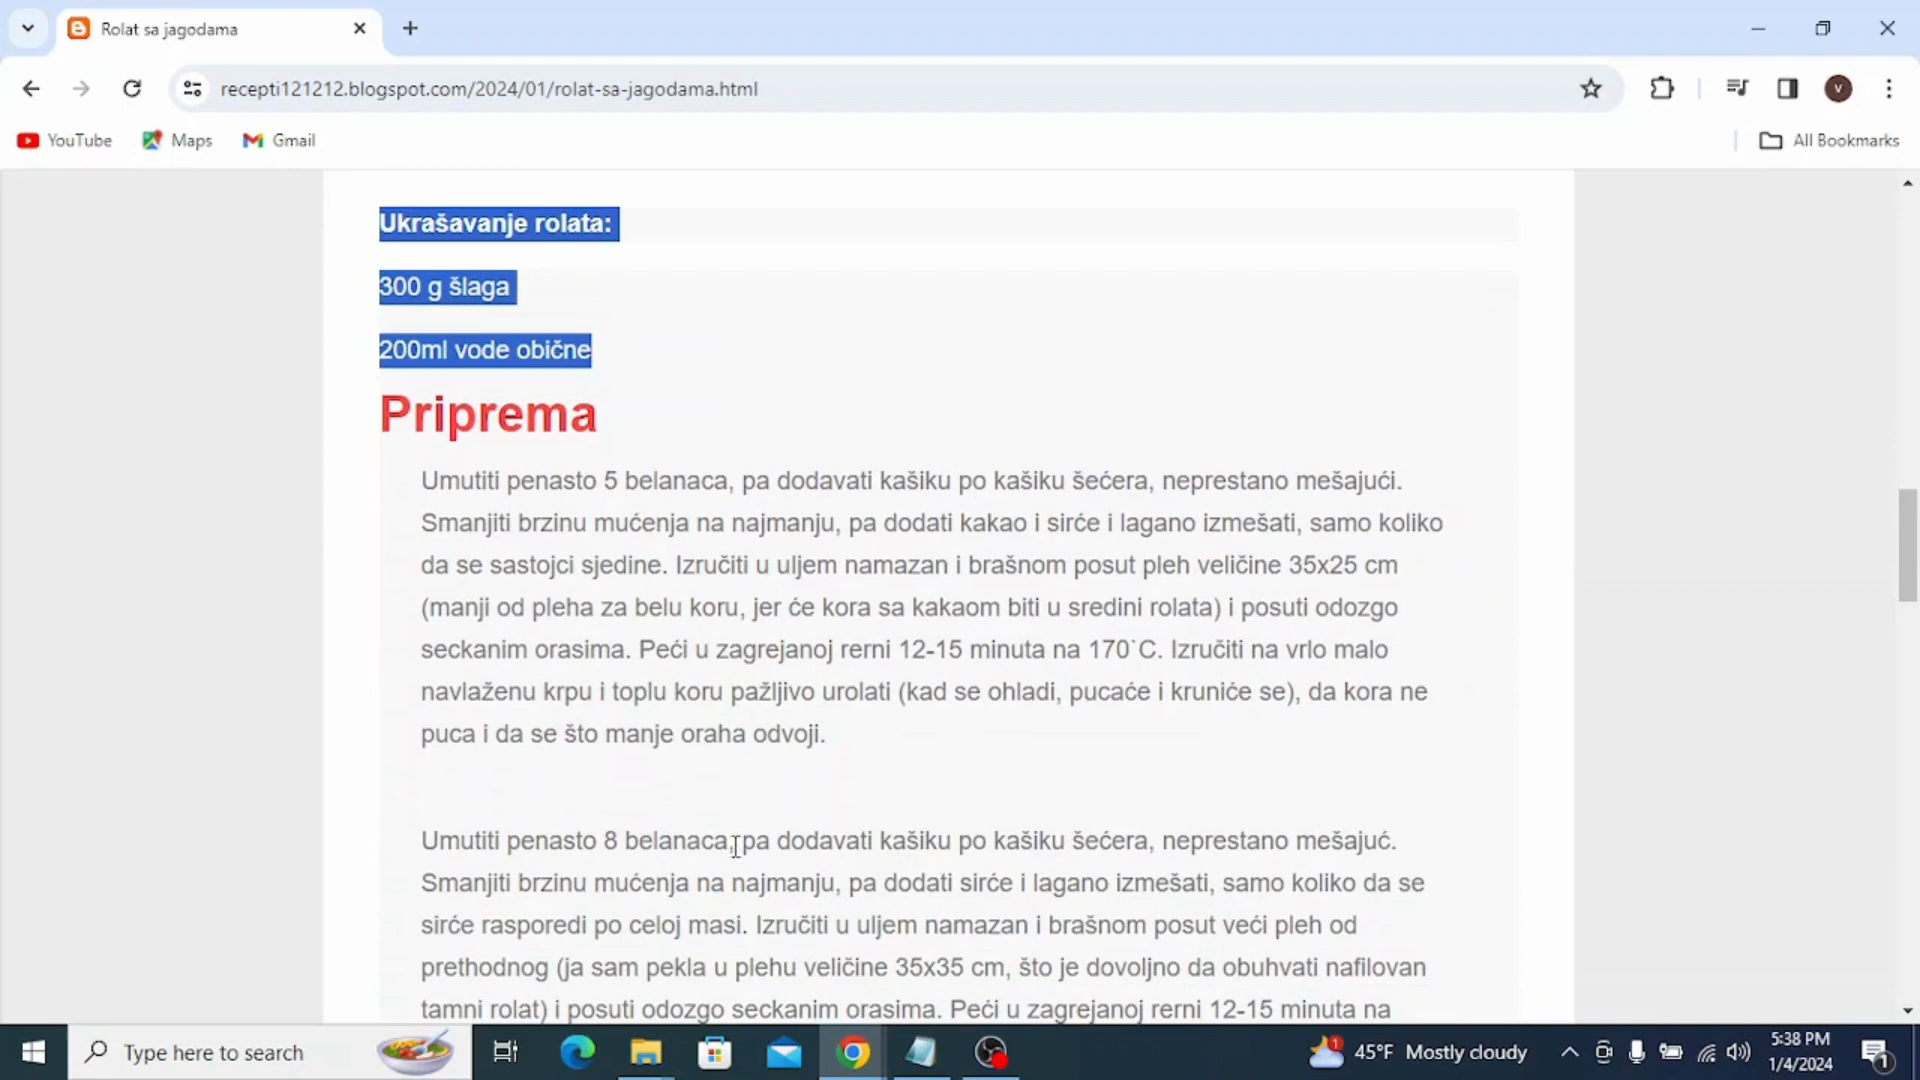 Rolat sa jagodama
recepti121212.blogspot.com/2024/01/rolat-sa-jagodama.html
V
YouTube
Maps
Gmail
All Bookmarks
Ukrašavanje rolata:
300 g šlaga
200ml vode obične
Priprema
Umutiti penasto 5 belanaca, pa dodavati kašiku po kašiku šećera, neprestano mešajući.
Smanjiti brzinu mućenja na najmanju, pa dodati kakao i sirće i lagano izmešati, samo koliko
da se sastojci sjedine. Izručiti u uljem namazan i brašnom posut pleh veličine 35x25 cm
(manji od pleha za belu koru, jer će kora sa kakaom biti u sredini rolata) i posuti odozgo
seckanim orasima. Peći u zagrejanoj rerni 12-15 minuta na 170`C. Izručiti na vrlo malo
navlaženu krpu i toplu koru pažljivo urolati (kad se ohladi, pucaće i kruniće se), da kora ne
puca i da se što manje oraha odvoji.
Umutiti penasto 8 belanaca, pa dodavati kašiku po kašiku šećera, neprestano mešajuć.
Smanjiti brzinu mućenja na najmanju, pa dodati sirće i lagano izmešati, samo koliko da se
sirće rasporedi po celoj masi. Izručiti u uljem namazan i brašnom posut veći pleh od
prethodnog (ja sam pekla u plehu veličine 35x35 cm, što je dovoljno da obuhvati nafilovan
tamni rolat) i posuti odozgo seckanim orasima. Peći u zagrejanoj rerni 12-15 minuta na
Type here to search
1
45°F Mostly cloudy
5:38 PM
1/4/2024
1